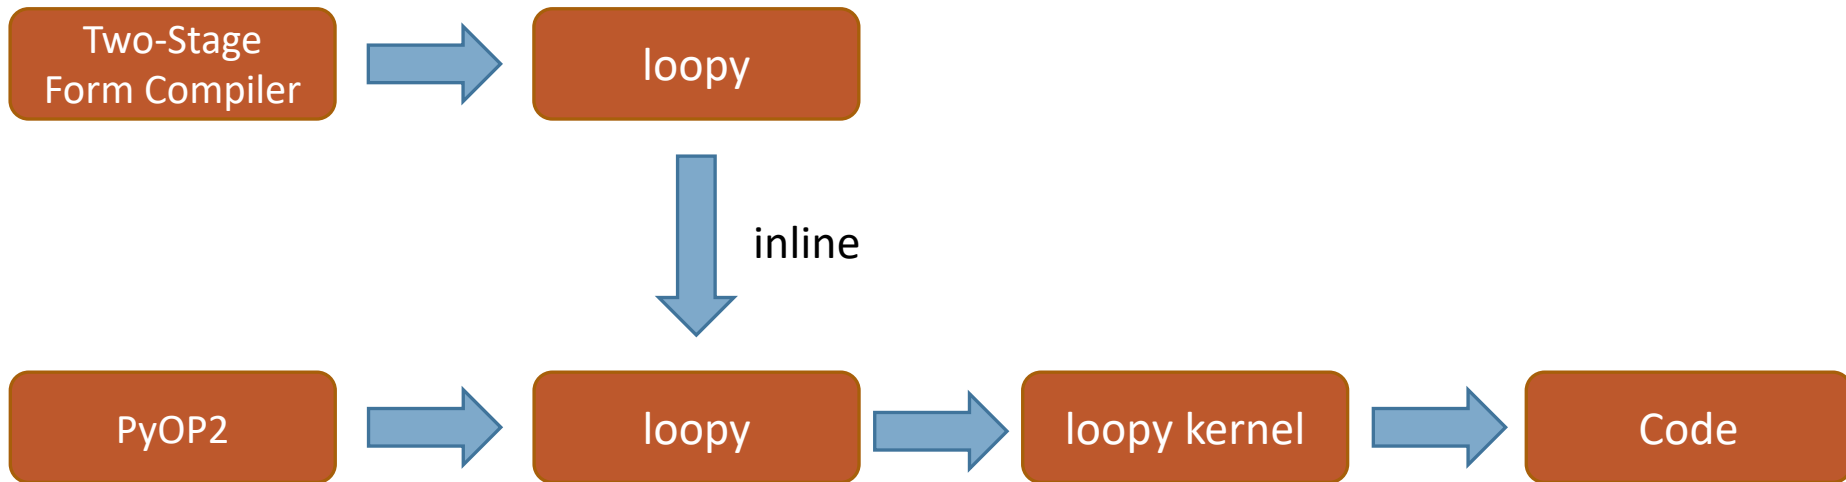 Two-Stage
Form Compiler
loopy
inline
PyOP2
loopy
loopy kernel
Code